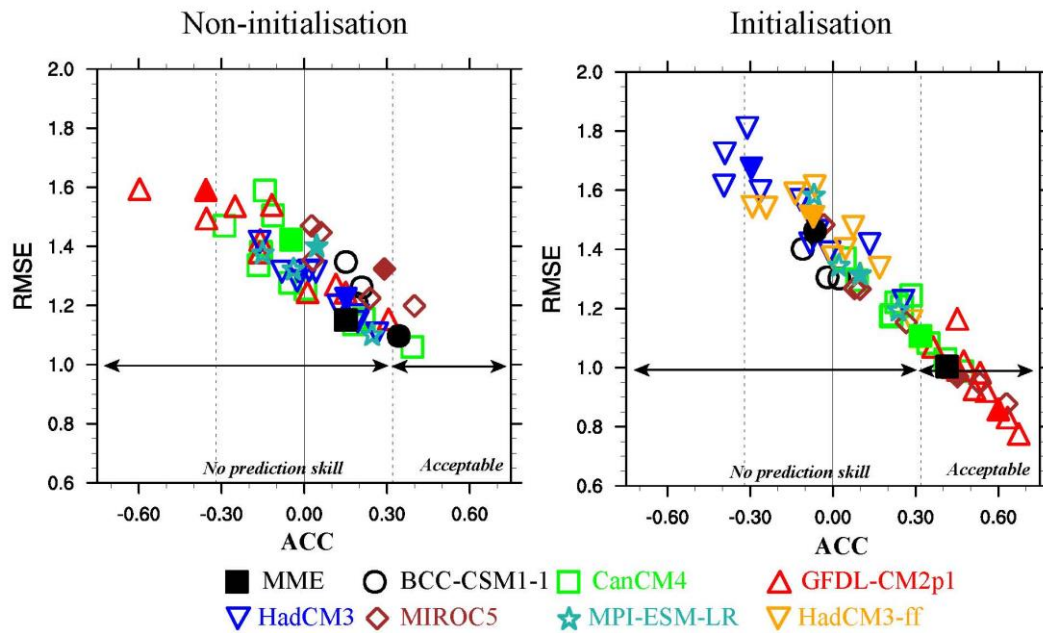 Non-initialisation
2.0
1.8
1.6
1.4
1.2
1.0
0.8
0.6
RMSE
No prediction skill
Acceptable
-0.60
-0.30
0.00
0.30
0.60
ACC
Initialisation
2.0
1.8
1.6
1.4
1.2
1.0
0.8
0.6
RMSE
No prediction skill
Acceptable
-0.60
-0.30
0.00
0.30
0.60
ACC
MME BCC-CSM1-1 CanCM4 GFDL-CM2p1
HadCM3 MIROC5 MPI-ESM-LR HadCM3-ff